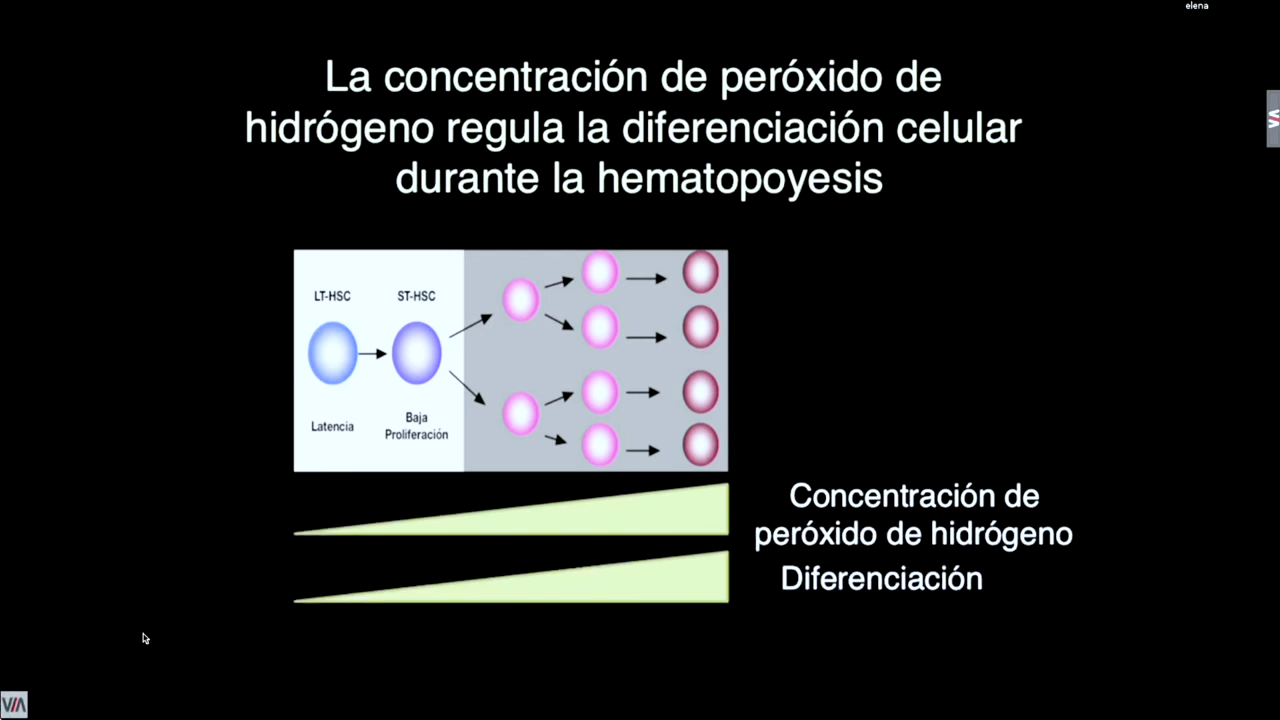 elena
La concentración de peróxido de
hidrógeno regula la diferenciación celular
durante la hematopoyesis
LT-HSC
ST-HSC
Latencia
Baja
Proliferación
Concentración de
peróxido de hidrógeno
Diferenciación
VIA